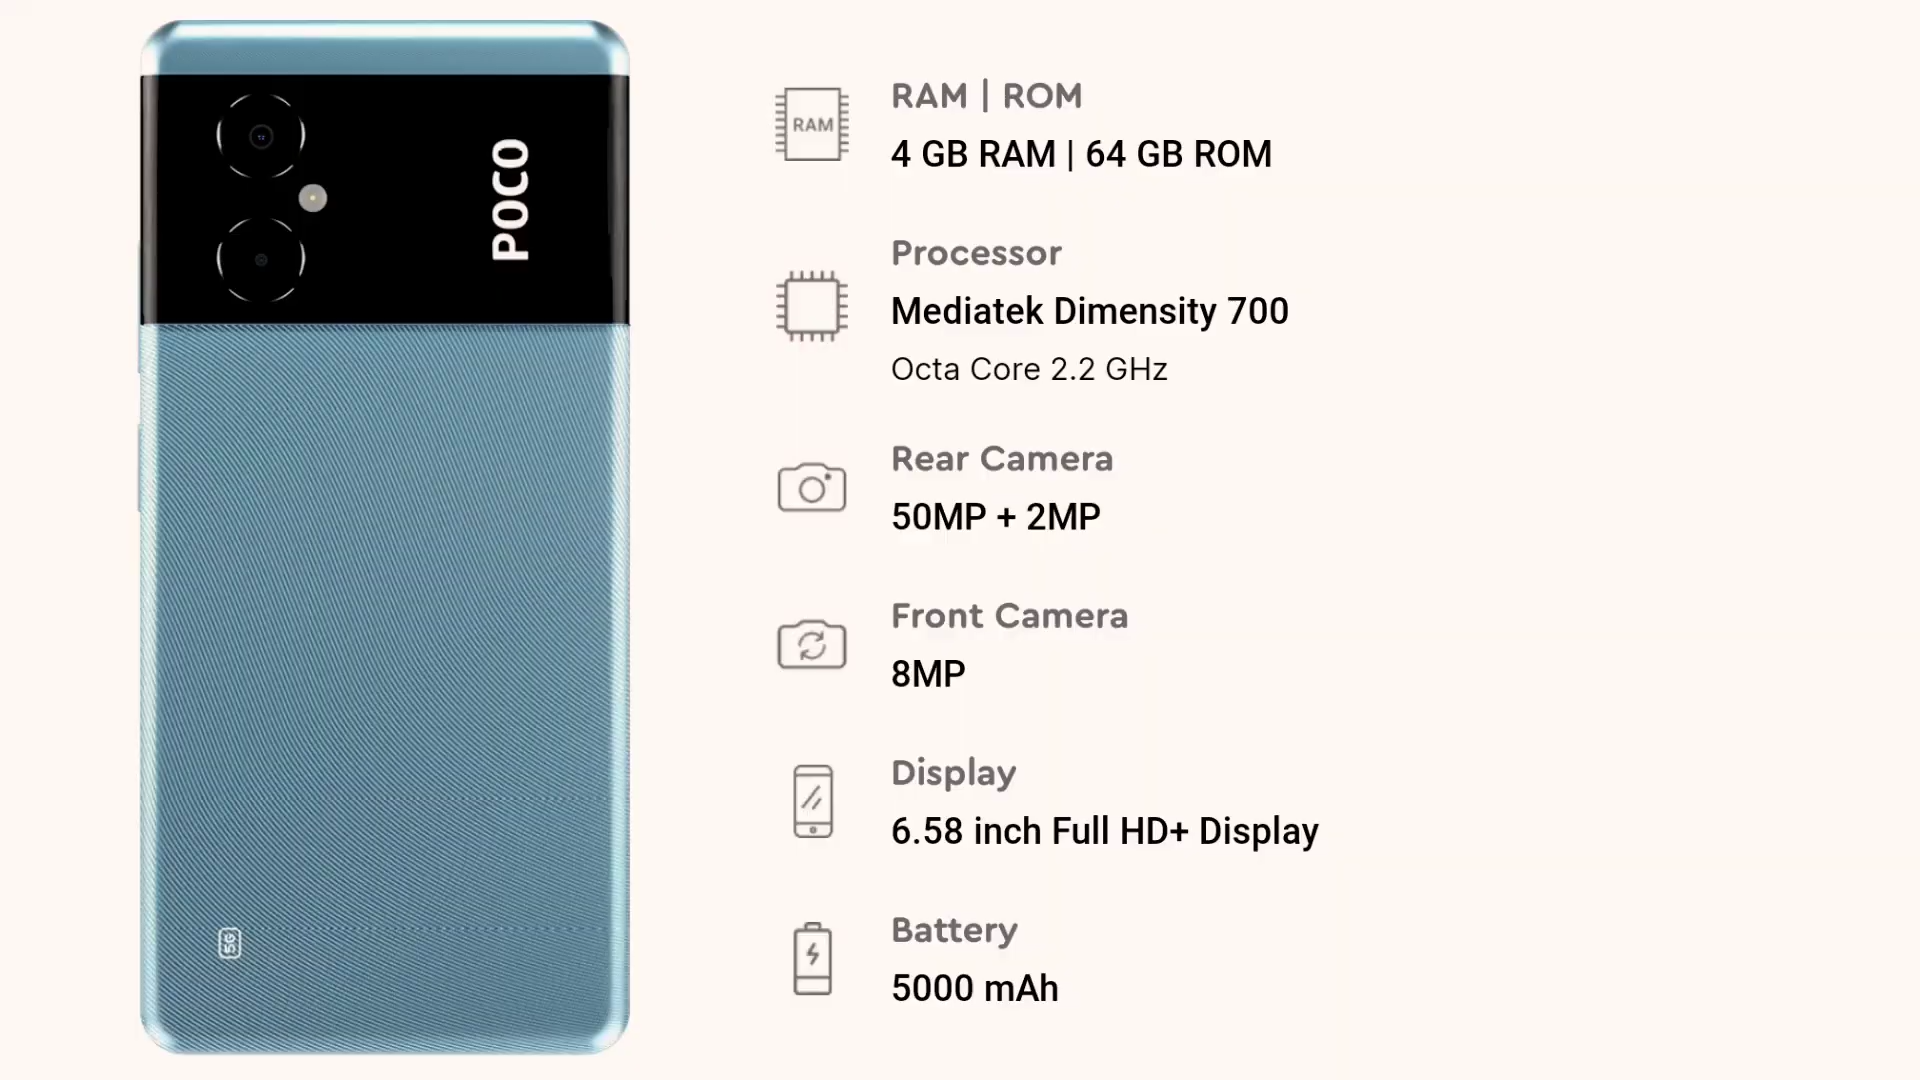 POCO
5G
RAM
RAM | ROM
4 GB RAM | 64 GB ROM
Processor
Mediatek Dimensity 700
Octa Core 2.2 GHz
Rear Camera
50MP + 2MP
Front Camera
8MP
Display
6.58 inch Full HD+ Display
Battery
5000 mAh